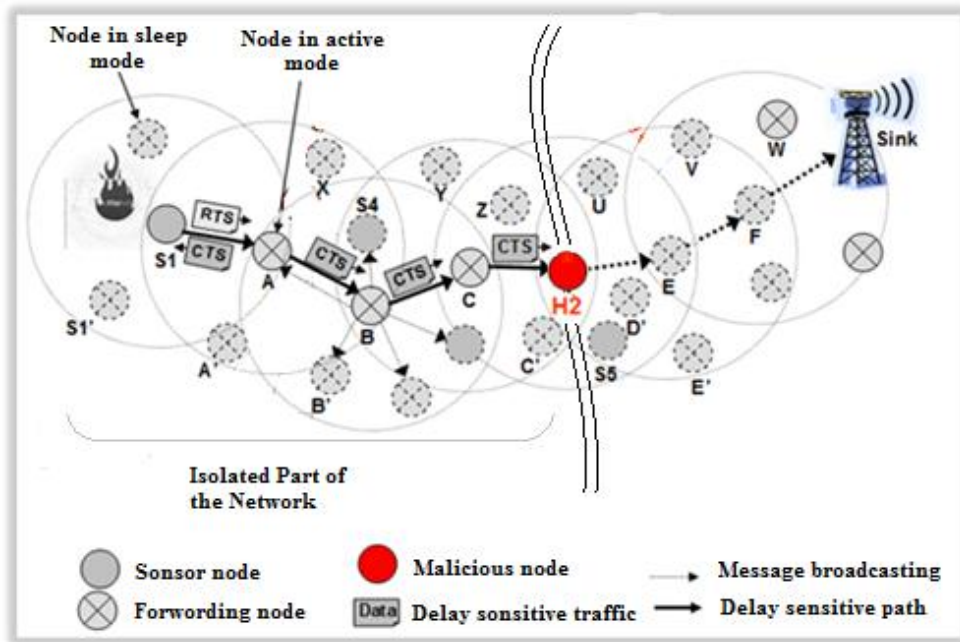 Node in sleep
mode
Node in active
mode
W
Sink
V
X
Y
U
Z
S4
F
RTS
CTS
CTS
CTS
CTS
S1
A
C
E
H2
B
S1'
D'
A'
C'
S5
B'
E'
Isolated Part of
the Network
Sonsor node
Malicious node
Message broadcasting
Forwording node
Data
Delay sonsitive traffic
Delay sensitive path